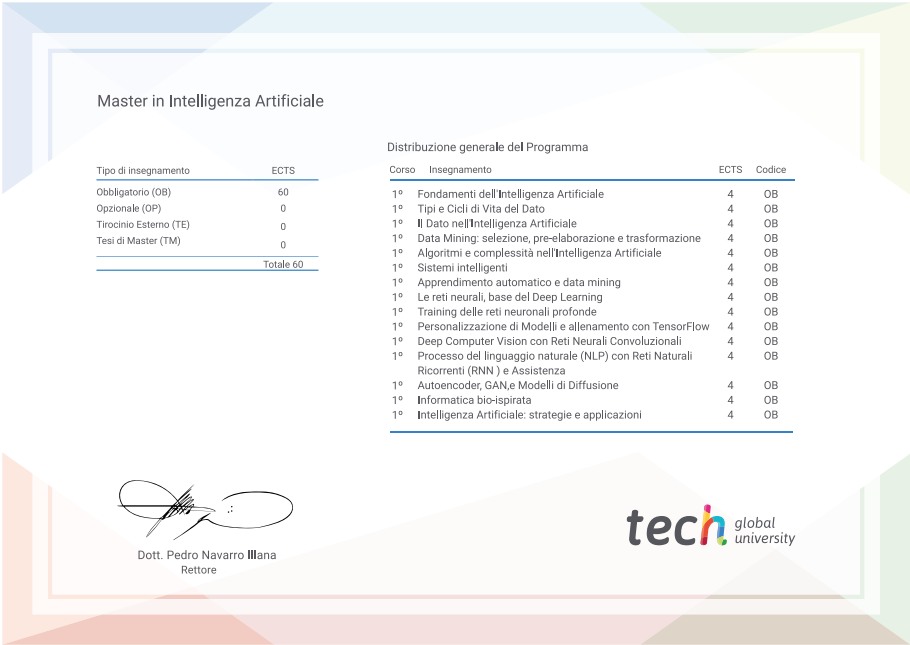 Master in Intelligenza Artificiale
Tipo di insegnamento ECTS
Obbligatorio (OB) 60
Opzionale (OP) 0
Tirocinio Esterno (TE) 0
Tesi di Master (TM) 0
Totale 60
Distribuzione generale del Programma
Corso Insegnamento ECTS Codice
1º Fondamenti dell'Intelligenza Artificiale 4 OB
1º Tipi e Cicli di Vita del Dato 4 OB
1º Il Dato nell'Intelligenza Artificiale 4 OB
1º Data Mining: selezione, pre-elaborazione e trasformazione 4 OB
1º Algoritmi e complessità nell'Intelligenza Artificiale 4 OB
1º Sistemi intelligenti 4 OB
1º Apprendimento automatico e data mining 4 OB
1º Le reti neurali, base del Deep Learning 4 OB
1º Training delle reti neuronali profonde 4 OB
1º Personalizzazione di Modelli e allenamento con TensorFlow 4 OB
1º Deep Computer Vision con Reti Neurali Convoluzionali 4 OB
1º Processo del linguaggio naturale (NLP) con Reti Naturali 4 OB
Ricorrenti (RNN ) e Assistenza
1º Autoencoder, GAN,e Modelli di Diffusione 4 OB
1º Informatica bio-ispirata 4 OB
1º Intelligenza Artificiale: strategie e applicazioni 4 OB
Dott. Pedro Navarro Illana
Rettore
tech global
university